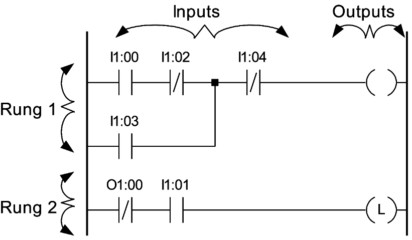 Inputs Outputs
I1:00 I1:02 I1:04
Rung 1
I1:03
O1:00 I1:01
Rung 2
L